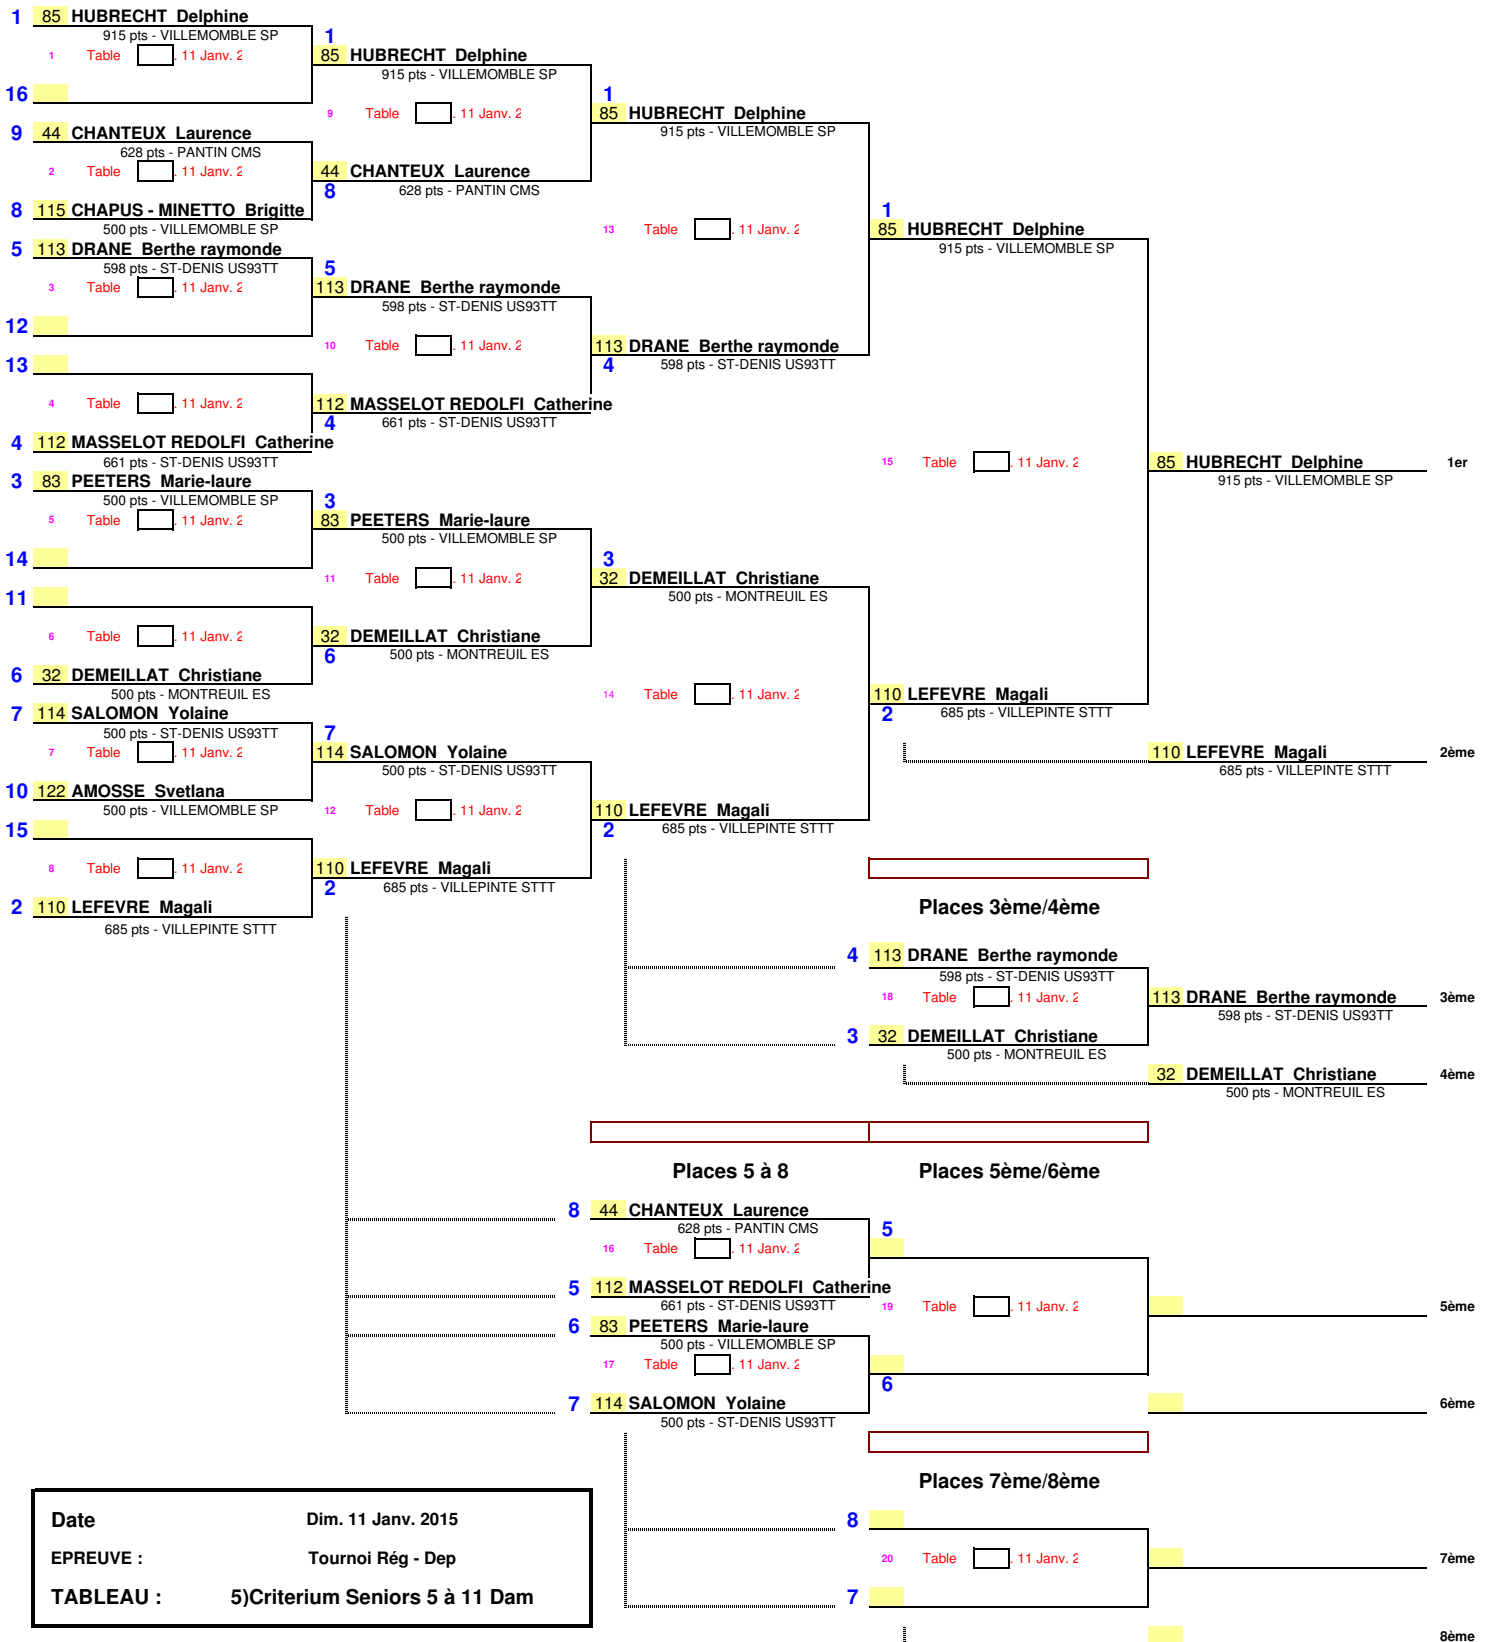 1 85 HUBRECHT Delphine
915 pts - VILLEMOMBLE SP
1 Table . 11 Janv. 2
16
9 44 CHANTEUX Laurence
628 pts - PANTIN CMS
2 Table . 11 Janv. 2
8 115 CHAPUS - MINETTO Brigitte
500 pts - VILLEMOMBLE SP
5 113 DRANE Berthe raymonde
598 pts - ST-DENIS US93TT
3 Table . 11 Janv. 2
12
13
4 Table . 11 Janv. 2
4 112 MASSELOT REDOLFI Catherine
661 pts - ST-DENIS US93TT
3 83 PEETERS Marie-laure
500 pts - VILLEMOMBLE SP
5 Table . 11 Janv. 2
14
11
6 Table . 11 Janv. 2
6 32 DEMEILLAT Christiane
500 pts - MONTREUIL ES
7 114 SALOMON Yolaine
500 pts - ST-DENIS US93TT
7 Table . 11 Janv. 2
10 122 AMOSSE Svetlana
500 pts - VILLEMOMBLE SP
15
8 Table . 11 Janv. 2
2 110 LEFEVRE Magali
685 pts - VILLEPINTE STTT
1
85 HUBRECHT Delphine
915 pts - VILLEMOMBLE SP
9 Table . 11 Janv. 2
44 CHANTEUX Laurence
8 628 pts - PANTIN CMS
5
113 DRANE Berthe raymonde
598 pts - ST-DENIS US93TT
10 Table . 11 Janv. 2
112 MASSELOT REDOLFI Catherine
4 661 pts - ST-DENIS US93TT
3
83 PEETERS Marie-laure
500 pts - VILLEMOMBLE SP
11 Table . 11 Janv. 2
32 DEMEILLAT Christiane
6 500 pts - MONTREUIL ES
7
114 SALOMON Yolaine
500 pts - ST-DENIS US93TT
12 Table . 11 Janv. 2
110 LEFEVRE Magali
2 685 pts - VILLEPINTE STTT
1
85 HUBRECHT Delphine
915 pts - VILLEMOMBLE SP
13 Table . 11 Janv. 2
113 DRANE Berthe raymonde
4 598 pts - ST-DENIS US93TT
3
32 DEMEILLAT Christiane
500 pts - MONTREUIL ES
14 Table . 11 Janv. 2
110 LEFEVRE Magali
2 685 pts - VILLEPINTE STTT
1
85 HUBRECHT Delphine
915 pts - VILLEMOMBLE SP
15 Table . 11 Janv. 2
110 LEFEVRE Magali
2 685 pts - VILLEPINTE STTT
85 HUBRECHT Delphine 1er
915 pts - VILLEMOMBLE SP
110 LEFEVRE Magali 2ème
685 pts - VILLEPINTE STTT
Places 3ème/4ème
4 113 DRANE Berthe raymonde
598 pts - ST-DENIS US93TT
18 Table . 11 Janv. 2
3 32 DEMEILLAT Christiane
500 pts - MONTREUIL ES
113 DRANE Berthe raymonde 3ème
598 pts - ST-DENIS US93TT
32 DEMEILLAT Christiane 4ème
500 pts - MONTREUIL ES
Places 5 à 8
Places 5ème/6ème
8 44 CHANTEUX Laurence
628 pts - PANTIN CMS
16 Table . 11 Janv. 2
5 112 MASSELOT REDOLFI Catherine
661 pts - ST-DENIS US93TT
6 83 PEETERS Marie-laure
500 pts - VILLEMOMBLE SP
17 Table . 11 Janv. 2
7 114 SALOMON Yolaine
500 pts - ST-DENIS US93TT
5
19 Table . 11 Janv. 2
6
5ème
6ème
Places 7ème/8ème
8
20 Table . 11 Janv. 2
7
7ème
8ème
Date Dim. 11 Janv. 2015
EPREUVE : Tournoi Rég - Dep
TABLEAU : 5)Criterium Seniors 5 à 11 Dam